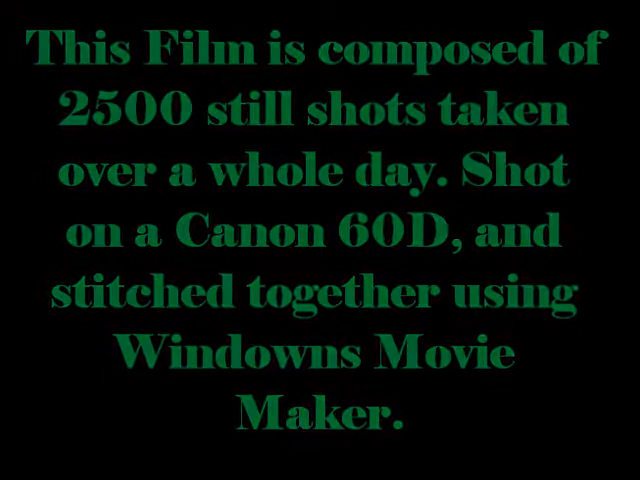 This Film is composed of
2500 still shots taken
over a whole day. Shot
on a Canon 60D, and
stitched together using
Windowns Movie
Maker.